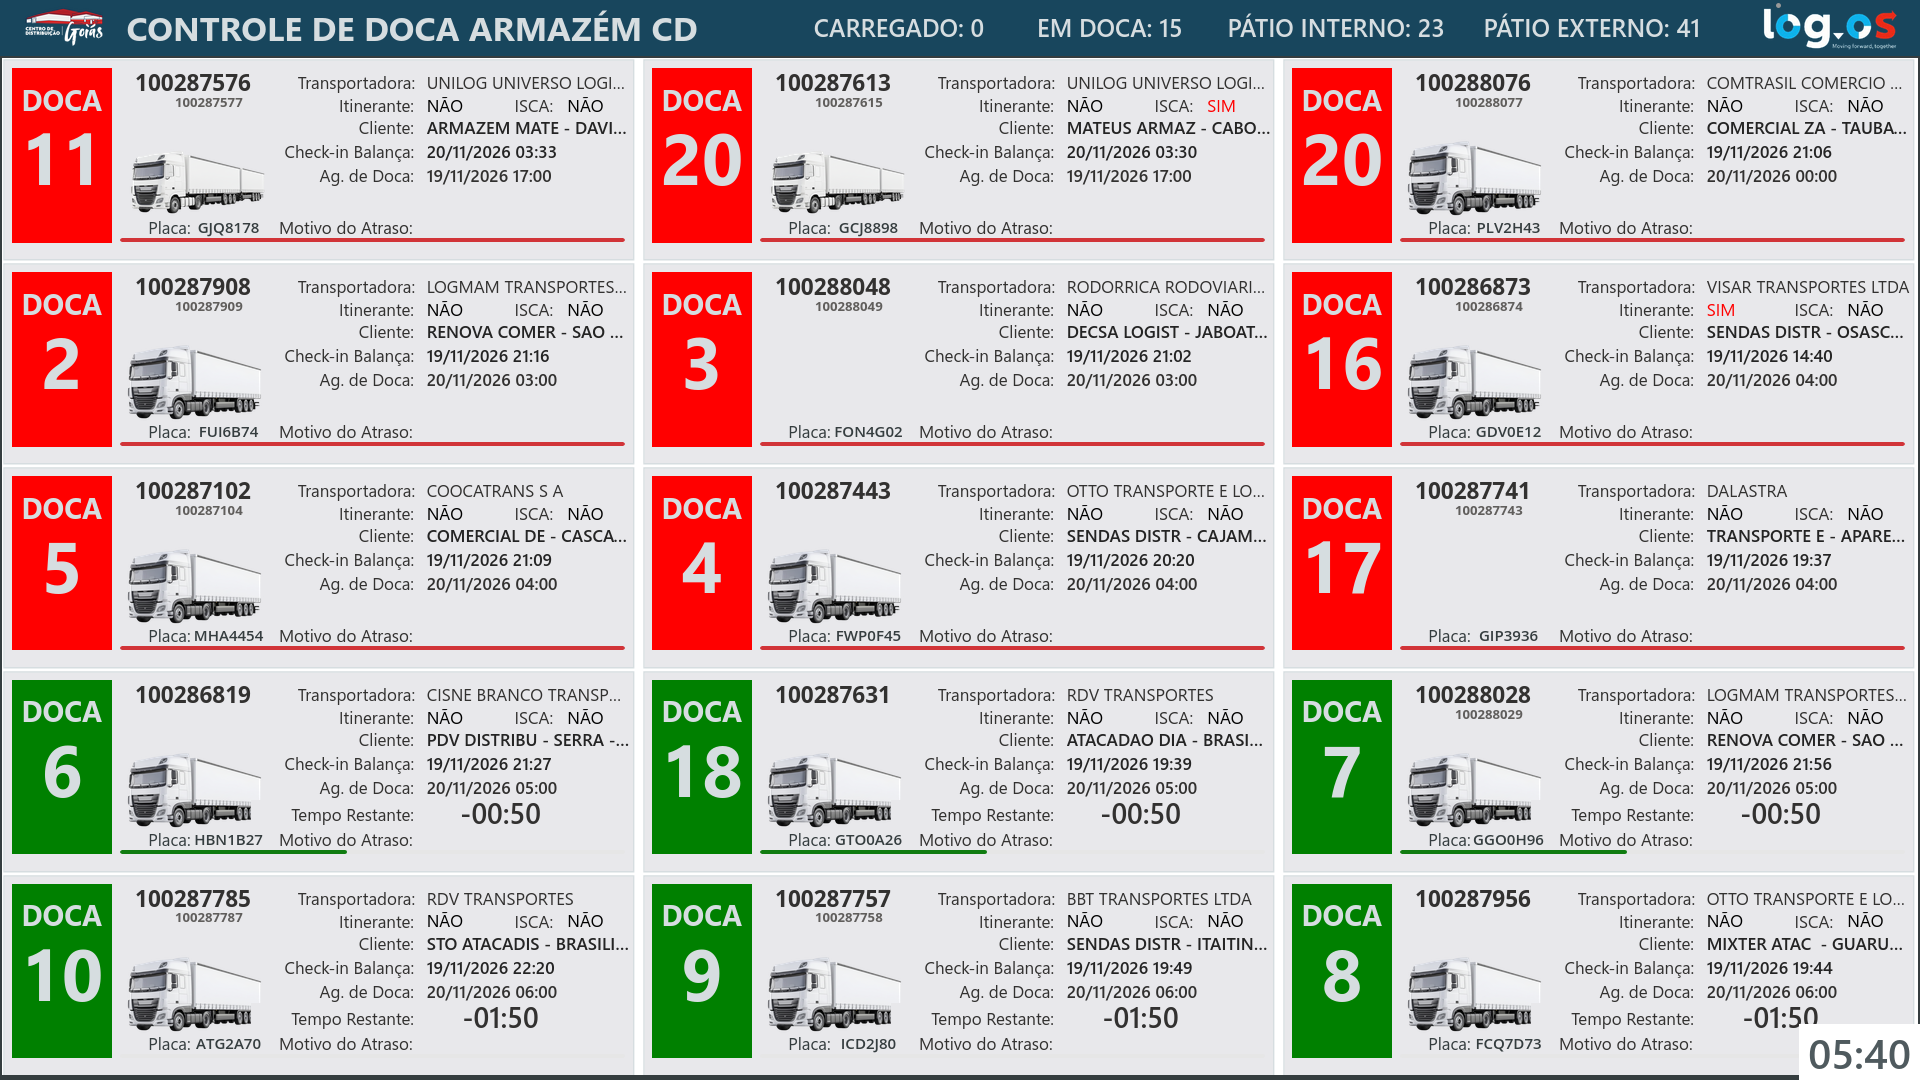 CENTRO DE DISTRIBUIÇÃO Goiás
CONTROLE DE DOCA ARMAZÉM CD
CARREGADO: 0
EM DOCA: 15
PÁTIO INTERNO: 23
PÁTIO EXTERNO: 41
log.os
Moving forward, together
DOCA
11
100287576
100287577
Transportadora: UNILOG UNIVERSO LOGI...
Itinerante: NÃO ISCA: NÃO
Cliente: ARMAZEM MATE - DAVI...
Check-in Balança: 20/11/2026 03:33
Ag. de Doca: 19/11/2026 17:00
Placa: GJQ8178 Motivo do Atraso:
DOCA
20
100287613
100287615
Transportadora: UNILOG UNIVERSO LOGI...
Itinerante: NÃO ISCA: SIM
Cliente: MATEUS ARMAZ - CABO...
Check-in Balança: 20/11/2026 03:30
Ag. de Doca: 19/11/2026 17:00
Placa: GCJ8898 Motivo do Atraso:
DOCA
20
100288076
100288077
Transportadora: COMTRASIL COMERCIO ...
Itinerante: NÃO ISCA: NÃO
Cliente: COMERCIAL ZA - TAUBA...
Check-in Balança: 19/11/2026 21:06
Ag. de Doca: 20/11/2026 00:00
Placa: PLV2H43 Motivo do Atraso:
DOCA
2
100287908
100287909
Transportadora: LOGMAM TRANSPORTES...
Itinerante: NÃO ISCA: NÃO
Cliente: RENOVA COMER - SAO ...
Check-in Balança: 19/11/2026 21:16
Ag. de Doca: 20/11/2026 03:00
Placa: FUI6B74 Motivo do Atraso:
DOCA
3
100288048
100288049
Transportadora: RODORRICA RODOVIARI...
Itinerante: NÃO ISCA: NÃO
Cliente: DECSA LOGIST - JABOAT...
Check-in Balança: 19/11/2026 21:02
Ag. de Doca: 20/11/2026 03:00
Placa: FON4G02 Motivo do Atraso:
DOCA
16
100286873
100286874
Transportadora: VISAR TRANSPORTES LTDA
Itinerante: SIM ISCA: NÃO
Cliente: SENDAS DISTR - OSASC...
Check-in Balança: 19/11/2026 14:40
Ag. de Doca: 20/11/2026 04:00
Placa: GDV0E12 Motivo do Atraso:
DOCA
5
100287102
100287104
Transportadora: COOCATRANS S A
Itinerante: NÃO ISCA: NÃO
Cliente: COMERCIAL DE - CASCA...
Check-in Balança: 19/11/2026 21:09
Ag. de Doca: 20/11/2026 04:00
Placa: MHA4454 Motivo do Atraso:
DOCA
4
100287443
Transportadora: OTTO TRANSPORTE E LO...
Itinerante: NÃO ISCA: NÃO
Cliente: SENDAS DISTR - CAJAM...
Check-in Balança: 19/11/2026 20:20
Ag. de Doca: 20/11/2026 04:00
Placa: FWP0F45 Motivo do Atraso:
DOCA
17
100287741
100287743
Transportadora: DALASTRA
Itinerante: NÃO ISCA: NÃO
Cliente: TRANSPORTE E - APARE...
Check-in Balança: 19/11/2026 19:37
Ag. de Doca: 20/11/2026 04:00
Placa: GIP3936 Motivo do Atraso:
DOCA
6
100286819
Transportadora: CISNE BRANCO TRANSP...
Itinerante: NÃO ISCA: NÃO
Cliente: PDV DISTRIBU - SERRA -...
Check-in Balança: 19/11/2026 21:27
Ag. de Doca: 20/11/2026 05:00
Tempo Restante: -00:50
Placa: HBN1B27 Motivo do Atraso:
DOCA
18
100287631
Transportadora: RDV TRANSPORTES
Itinerante: NÃO ISCA: NÃO
Cliente: ATACADAO DIA - BRASI...
Check-in Balança: 19/11/2026 19:39
Ag. de Doca: 20/11/2026 05:00
Tempo Restante: -00:50
Placa: GTO0A26 Motivo do Atraso:
DOCA
7
100288028
100288029
Transportadora: LOGMAM TRANSPORTES...
Itinerante: NÃO ISCA: NÃO
Cliente: RENOVA COMER - SAO ...
Check-in Balança: 19/11/2026 21:56
Ag. de Doca: 20/11/2026 05:00
Tempo Restante: -00:50
Placa: GGO0H96 Motivo do Atraso:
DOCA
10
100287785
100287787
Transportadora: RDV TRANSPORTES
Itinerante: NÃO ISCA: NÃO
Cliente: STO ATACADIS - BRASILI...
Check-in Balança: 19/11/2026 22:20
Ag. de Doca: 20/11/2026 06:00
Tempo Restante: -01:50
Placa: ATG2A70 Motivo do Atraso:
DOCA
9
100287757
100287758
Transportadora: BBT TRANSPORTES LTDA
Itinerante: NÃO ISCA: NÃO
Cliente: SENDAS DISTR - ITAITIN...
Check-in Balança: 19/11/2026 19:49
Ag. de Doca: 20/11/2026 06:00
Tempo Restante: -01:50
Placa: ICD2J80 Motivo do Atraso:
DOCA
8
100287956
Transportadora: OTTO TRANSPORTE E LO...
Itinerante: NÃO ISCA: NÃO
Cliente: MIXTER ATAC - GUARU...
Check-in Balança: 19/11/2026 19:44
Ag. de Doca: 20/11/2026 06:00
Tempo Restante: -01:50
Placa: FCQ7D73 Motivo do Atraso:
05:40